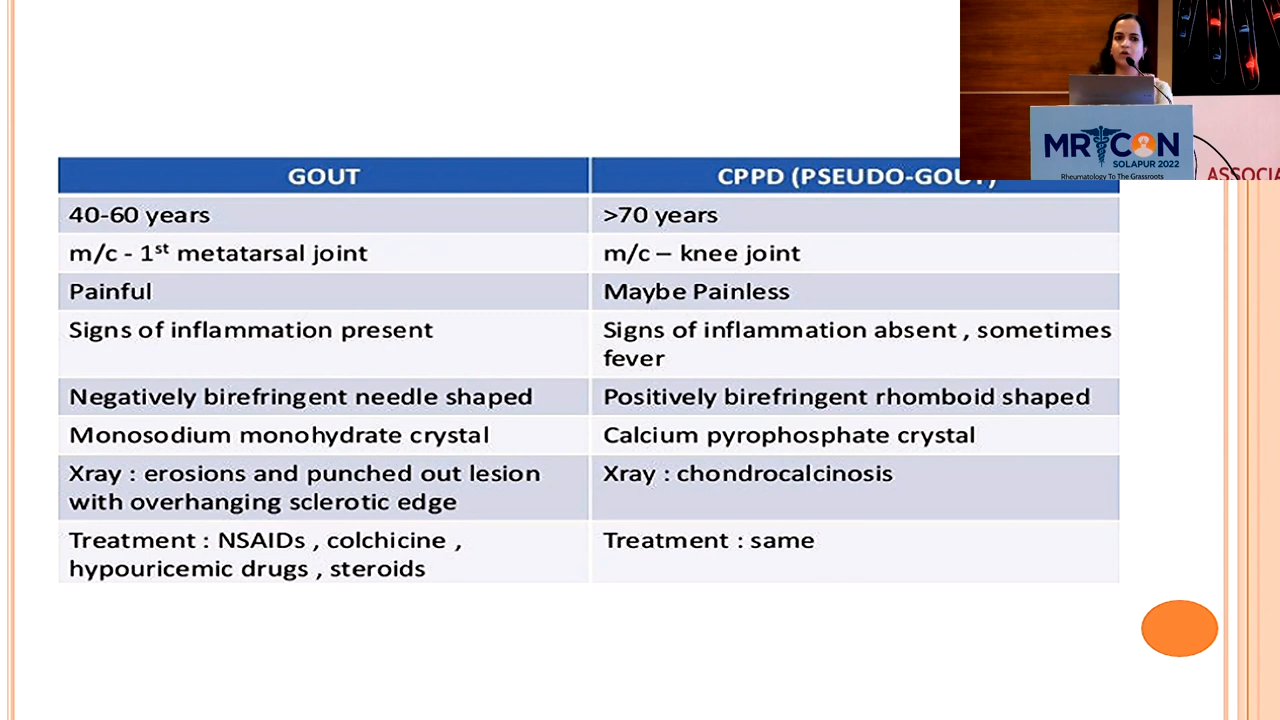 MR CON
SOLAPUR 2022
Rheumatology To The Grassroots
ASSOCIA
GOUT
CPPD (PSEUDO-GOUT)
40-60 years
>70 years
m/c - 1st metatarsal joint
m/c – knee joint
Painful
Maybe Painless
Signs of inflammation present
Signs of inflammation absent , sometimes
fever
Negatively birefringent needle shaped
Positively birefringent rhomboid shaped
Monosodium monohydrate crystal
Calcium pyrophosphate crystal
Xray : erosions and punched out lesion
with overhanging sclerotic edge
Xray : chondrocalcinosis
Treatment : NSAIDs , colchicine ,
hypouricemic drugs , steroids
Treatment : same